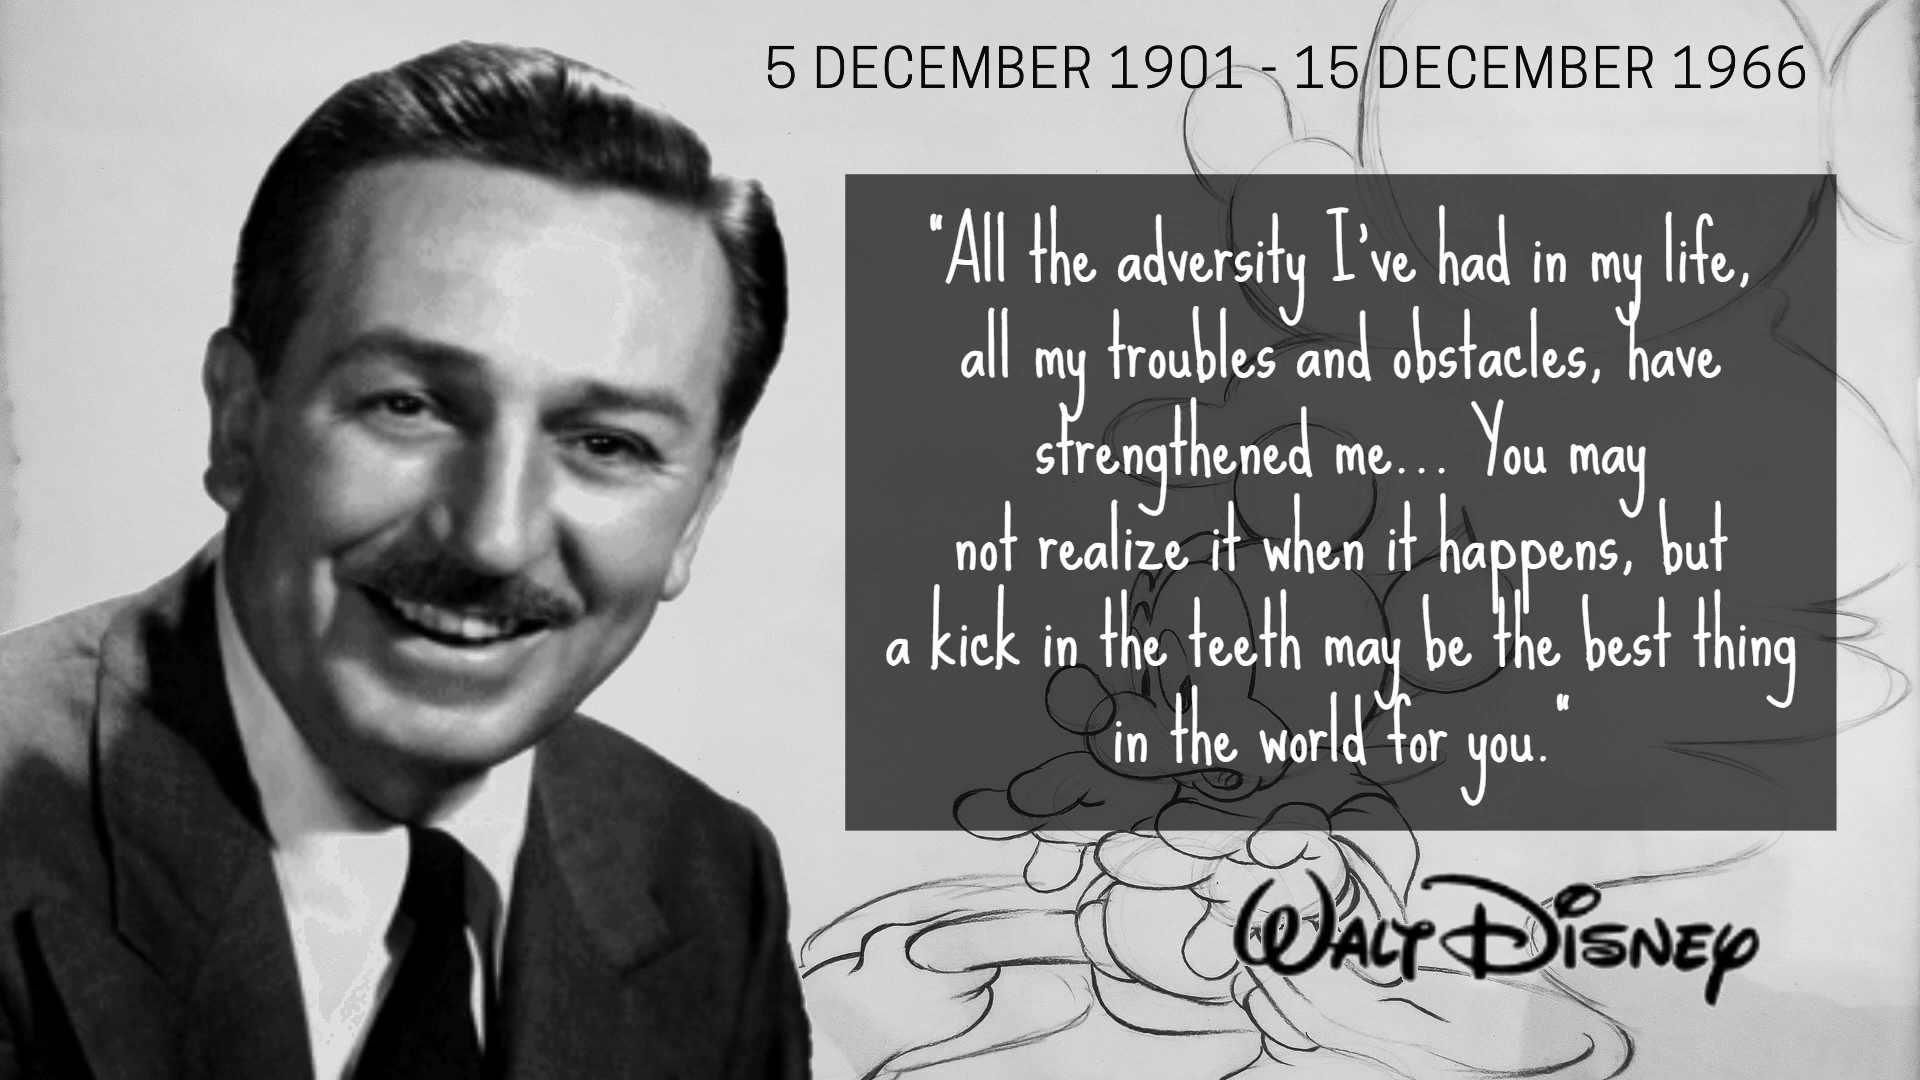 5 DECEMBER 1901 - 15 DECEMBER 1966
"All the adversity I've had in my life,
all my troubles and obstacles, have
strengthened me... You may
not realize it when it happens, but
a kick in the teeth may be the best thing
in the world for you."
WALT DISNEY